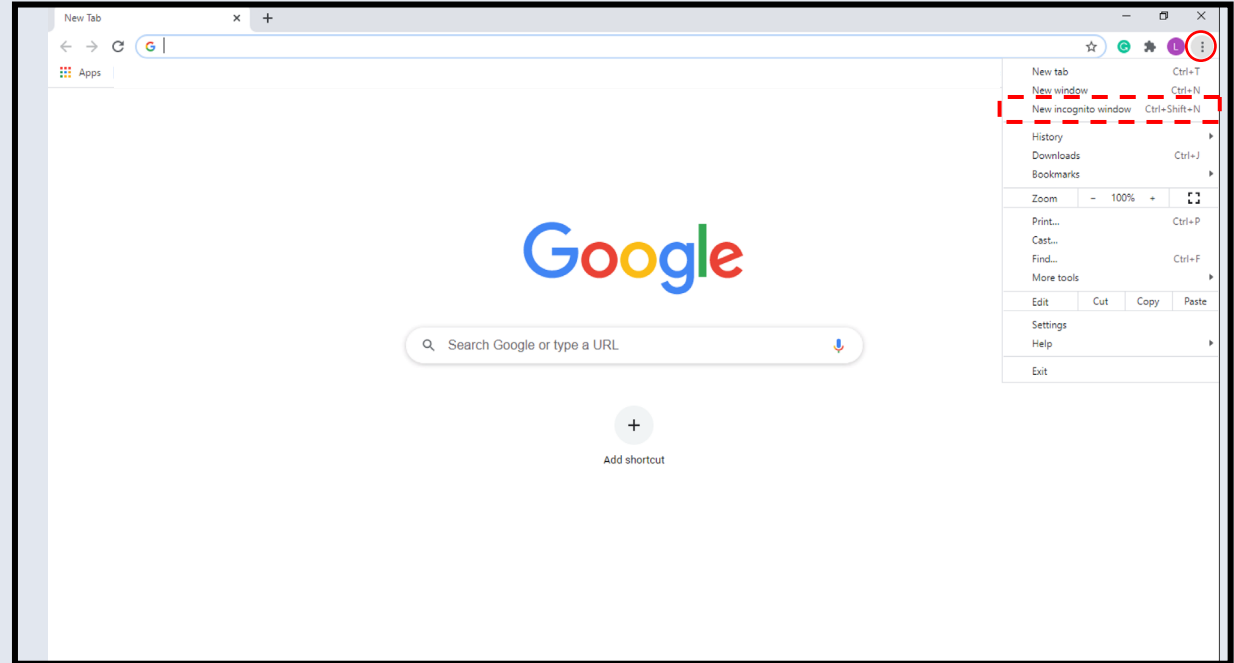 New Tab
G
Apps
L
New tab Ctrl+T
New window Ctrl+N
New incognito window Ctrl+Shift+N
History
Downloads Ctrl+J
Bookmarks
Zoom - 100% +
Print... Ctrl+P
Cast...
Find... Ctrl+F
More tools
Edit Cut Copy Paste
Settings
Help
Exit
Google
Search Google or type a URL
Add shortcut